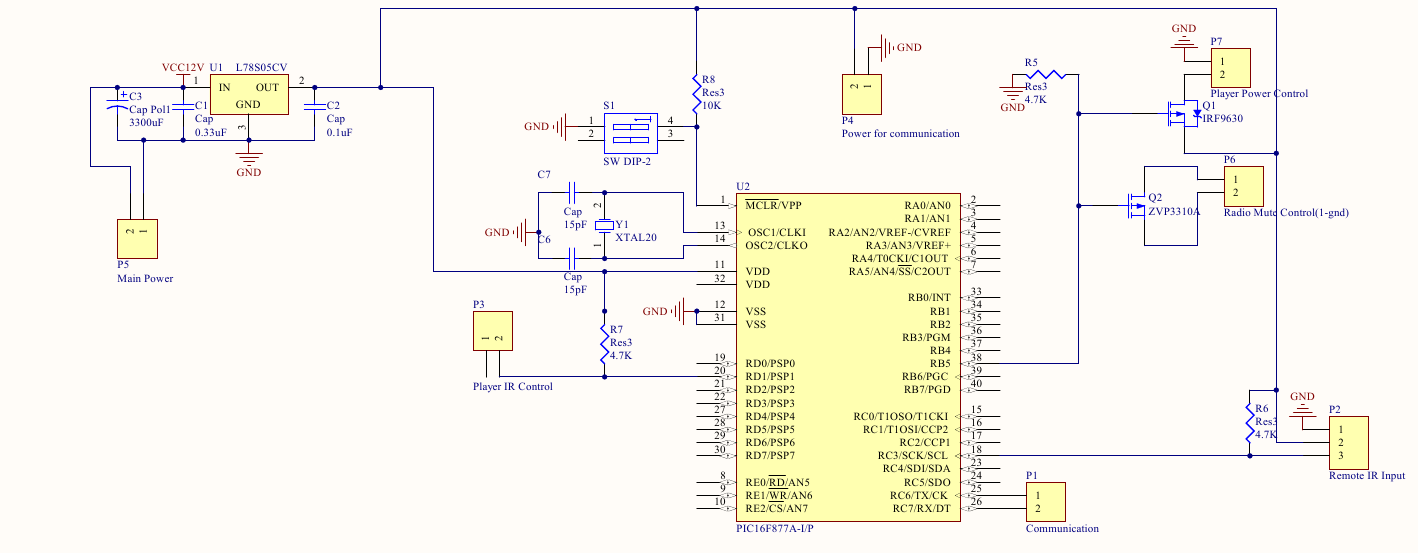 VCC12V
U1
L78S05CV
1
2
IN
OUT
GND
3
C3
Cap Pol1
3300uF
C1
Cap
0.33uF
C2
Cap
0.1uF
GND
2
1
P5
Main Power
S1
GND
1
2
4
3
1
SW DIP-2
R8
Res3
10K
GND
2
1
P4
Power for communication
R5
Res3
4.7K
GND
GND
P7
1
2
Player Power Control
Q1
IRF9630
P6
1
2
Radio Mute Control(1-gnd)
Q2
ZVP3310A
C7
Cap
15pF
GND
C6
Cap
15pF
2
Y1
XTAL20
1
P3
1
2
Player IR Control
GND
R7
Res3
4.7K
U2
1 MCLR/VPP
13 OSC1/CLKI
14 OSC2/CLKO
11 VDD
32 VDD
12 VSS
31 VSS
19 RD0/PSP0
20 RD1/PSP1
21 RD2/PSP2
22 RD3/PSP3
27 RD4/PSP4
28 RD5/PSP5
29 RD6/PSP6
30 RD7/PSP7
8 RE0/RD/AN5
9 RE1/WR/AN6
10 RE2/CS/AN7
RA0/AN0 2
RA1/AN1 3
RA2/AN2/VREF-/CVREF 4
RA3/AN3/VREF+ 5
RA4/T0CKI/C1OUT 6
RA5/AN4/SS/C2OUT 7
RB0/INT 33
RB1 34
RB2 35
RB3/PGM 36
RB4 37
RB5 38
RB6/PGC 39
RB7/PGD 40
RC0/T1OSO/T1CKI 15
RC1/T1OSI/CCP2 16
RC2/CCP1 17
RC3/SCK/SCL 18
RC4/SDI/SDA 23
RC5/SDO 24
RC6/TX/CK 25
RC7/RX/DT 26
PIC16F877A-I/P
P1
1
2
Communication
R6
Res3
4.7K
GND
P2
1
2
3
Remote IR Input